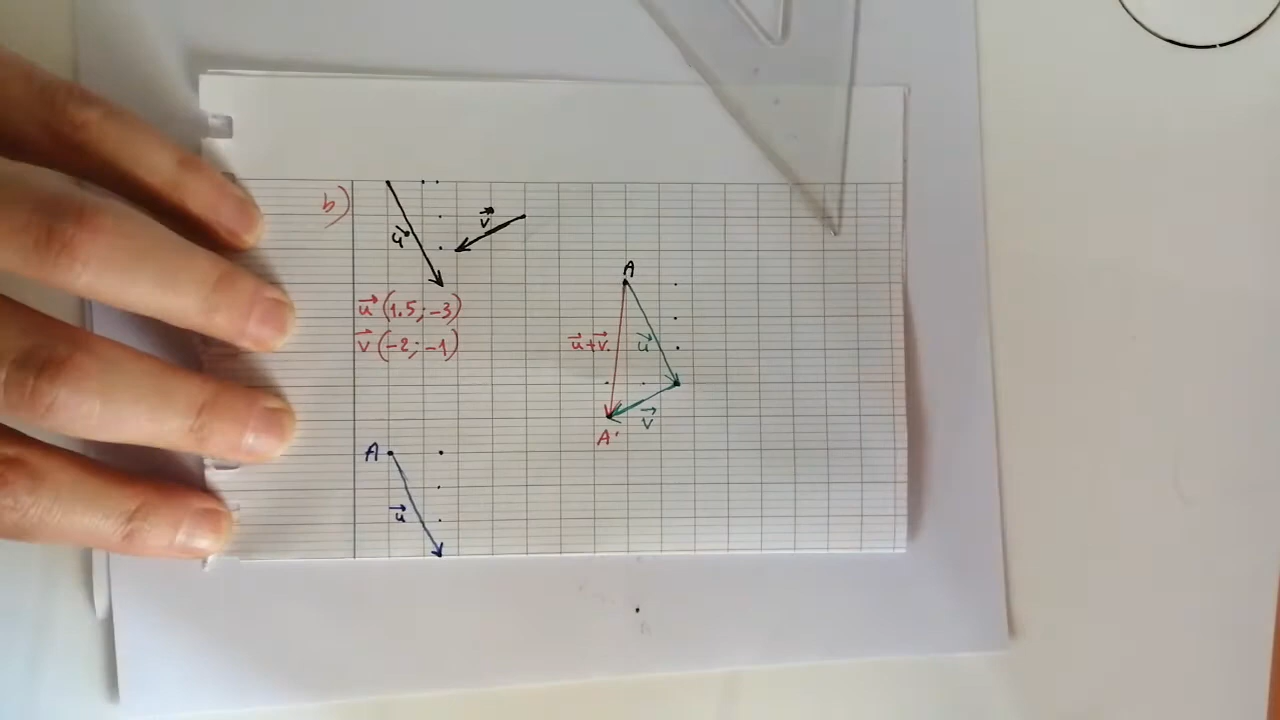 b)
u⃗
v⃗
u⃗ (1.5; -3)
v⃗ (-2; -1)
A
u⃗+v⃗
u⃗
v⃗
A'
A
u⃗